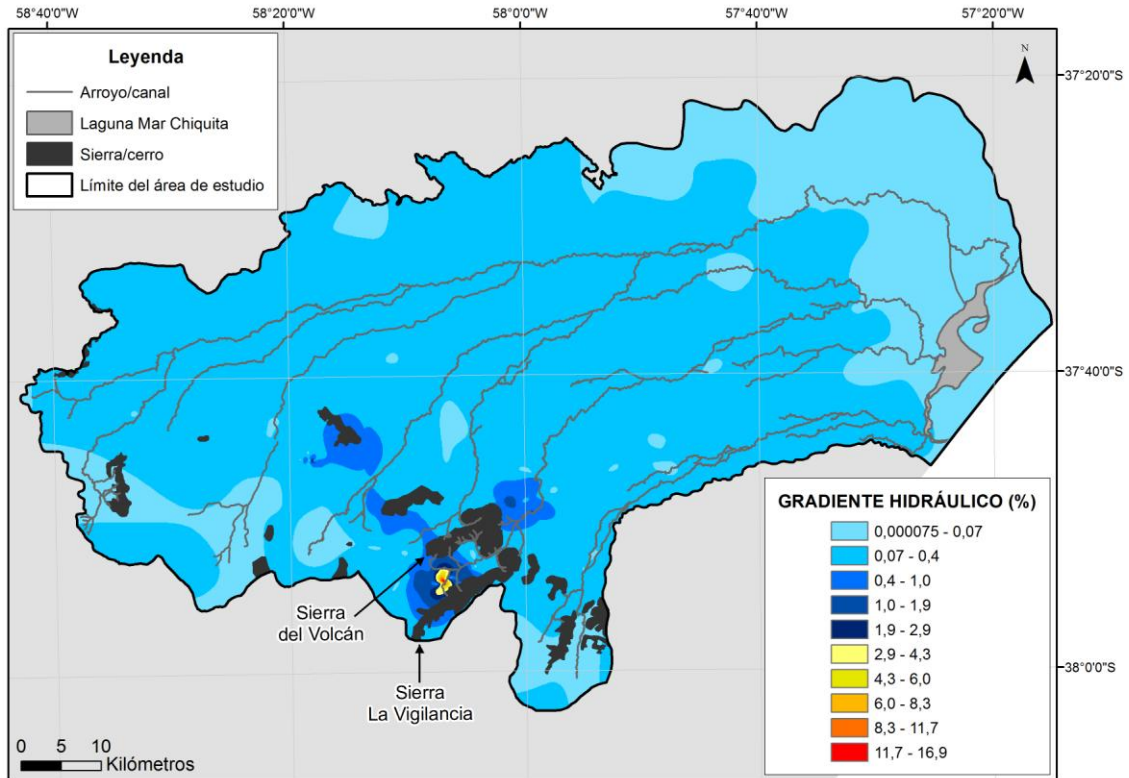 58°40'0"W
58°20'0"W
58°0'0"W
57°40'0"W
57°20'0"W
Leyenda
Arroyo/canal
Laguna Mar Chiquita
Sierra/cerro
Límite del área de estudio
N
37°20'0"S
37°40'0"S
38°0'0"S
Sierra
del Volcán
Sierra
La Vigilancia
GRADIENTE HIDRÁULICO (%)
0,000075 - 0,07
0,07 - 0,4
0,4 - 1,0
1,0 - 1,9
1,9 - 2,9
2,9 - 4,3
4,3 - 6,0
6,0 - 8,3
8,3 - 11,7
11,7 - 16,9
0 5 10
Kilómetros